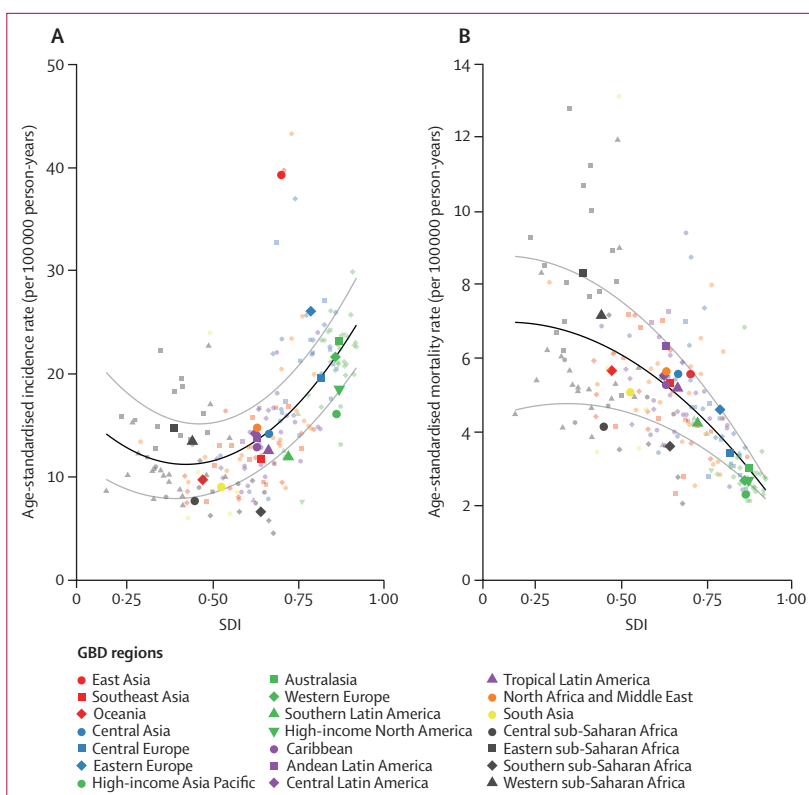 A
B
Age-standardised incidence rate (per 100 000 person-years)
50
40
30
20
10
0
0
0·25
0·50
0·75
1·00
SDI
Age-standardised mortality rate (per 100 000 person-years)
14
12
10
8
6
4
2
0
0
0·25
0·50
0·75
1·00
SDI
GBD regions
East Asia
Southeast Asia
Oceania
Central Asia
Central Europe
Eastern Europe
High-income Asia Pacific
Australasia
Western Europe
Southern Latin America
High-income North America
Caribbean
Andean Latin America
Central Latin America
Tropical Latin America
North Africa and Middle East
South Asia
Central sub-Saharan Africa
Eastern sub-Saharan Africa
Southern sub-Saharan Africa
Western sub-Saharan Africa